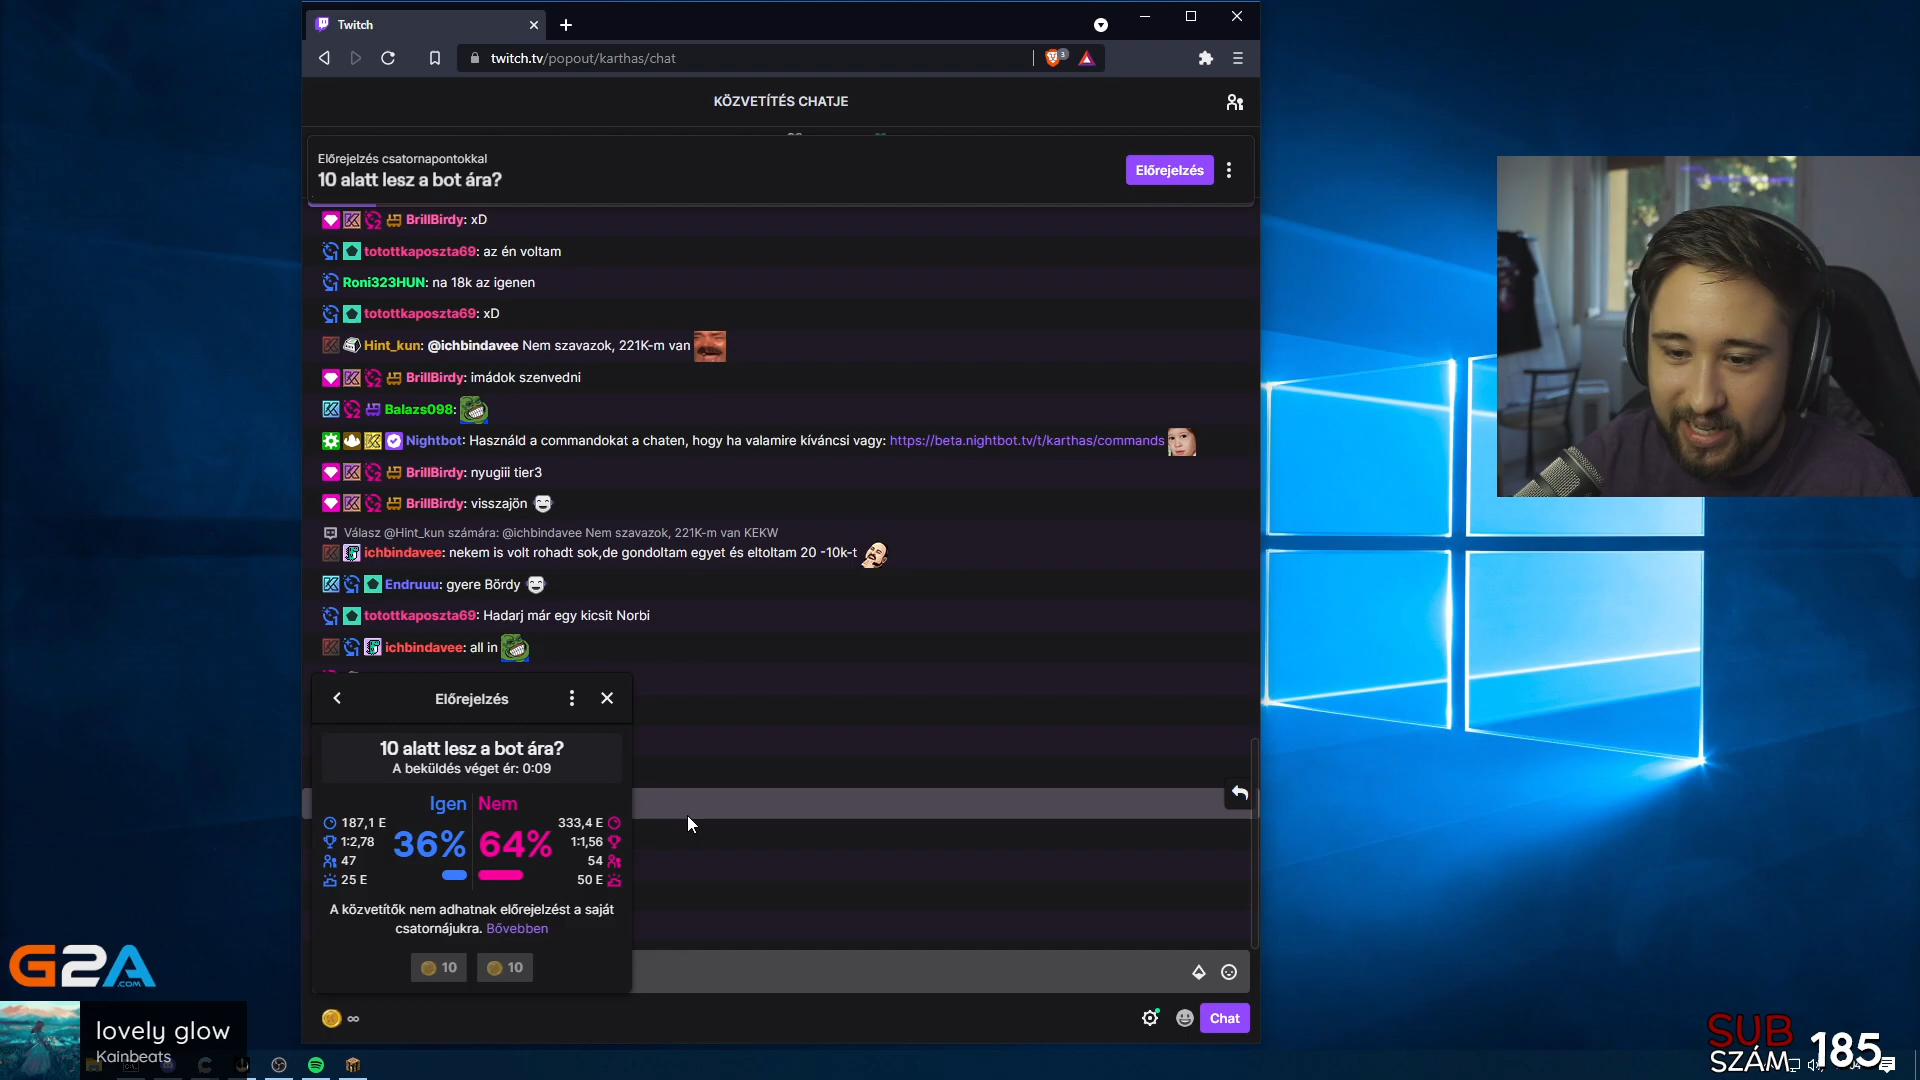 Twitch
twitch.tv/popout/karthas/chat
3
KÖZVETÍTÉS CHATJE
Előrejelzés csatornapontokkal
10 alatt lesz a bot ára?
Előrejelzés
BrillBirdy: xD
totottkaposzta69: az én voltam
Roni323HUN: na 18k az igenen
totottkaposzta69: xD
Hint_kun: @ichbindavee Nem szavazok, 221K-m van
BrillBirdy: imádok szenvedni
Balazs098:
Nightbot: Használd a commandokat a chaten, hogy ha valamire kíváncsi vagy: https://beta.nightbot.tv/t/karthas/commands
BrillBirdy: nyugiii tier3
BrillBirdy: visszajön
Válasz @Hint_kun számára: @ichbindavee Nem szavazok, 221K-m van KEKW
ichbindavee: nekem is volt rohadt sok,de gondoltam egyet és eltoltam 20 -10k-t
Endruuu: gyere Bördy
totottkaposzta69: Hadarj már egy kicsit Norbi
ichbindavee: all in
Előrejelzés
10 alatt lesz a bot ára?
A beküldés véget ér: 0:09
Igen Nem
187,1 E
1:2,78
47
25 E
36% 64%
333,4 E
1:1,56
54
50 E
A közvetítők nem adhatnak előrejelzést a saját
csatornájukra. Bővebben
10 10
∞
Chat
G2A
.COM
lovely glow
Kainbeats
SUB
SZÁM 185